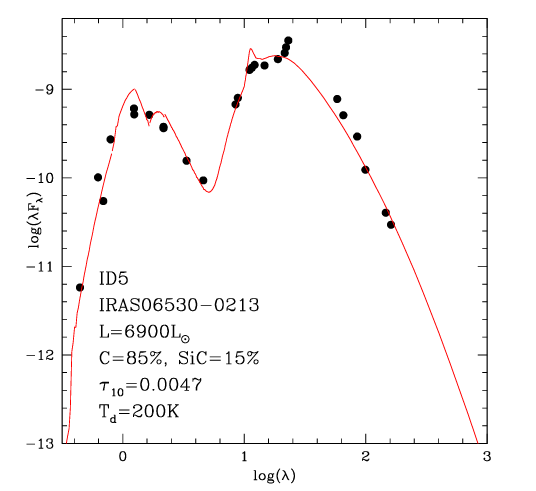 -9
-10
-11
-12
-13
log(λFλ)
ID5
IRAS06530-0213
L=6900L⊙
C=85%, SiC=15%
τ10=0.0047
Td=200K
0 1 2 3
log(λ)